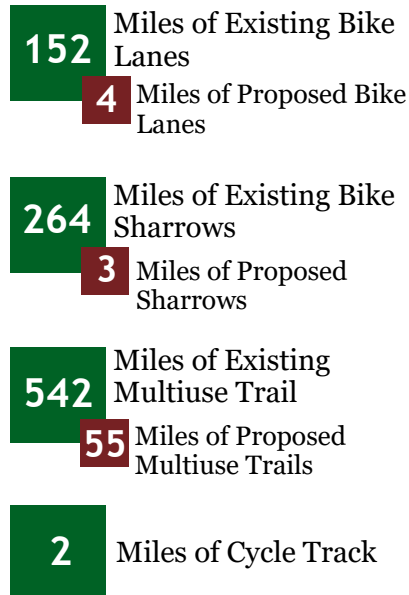 152
Miles of Existing Bike
Lanes
4
Miles of Proposed Bike
Lanes
264
Miles of Existing Bike
Sharrows
3
Miles of Proposed
Sharrows
542
Miles of Existing
Multiuse Trail
55
Miles of Proposed
Multiuse Trails
2
Miles of Cycle Track